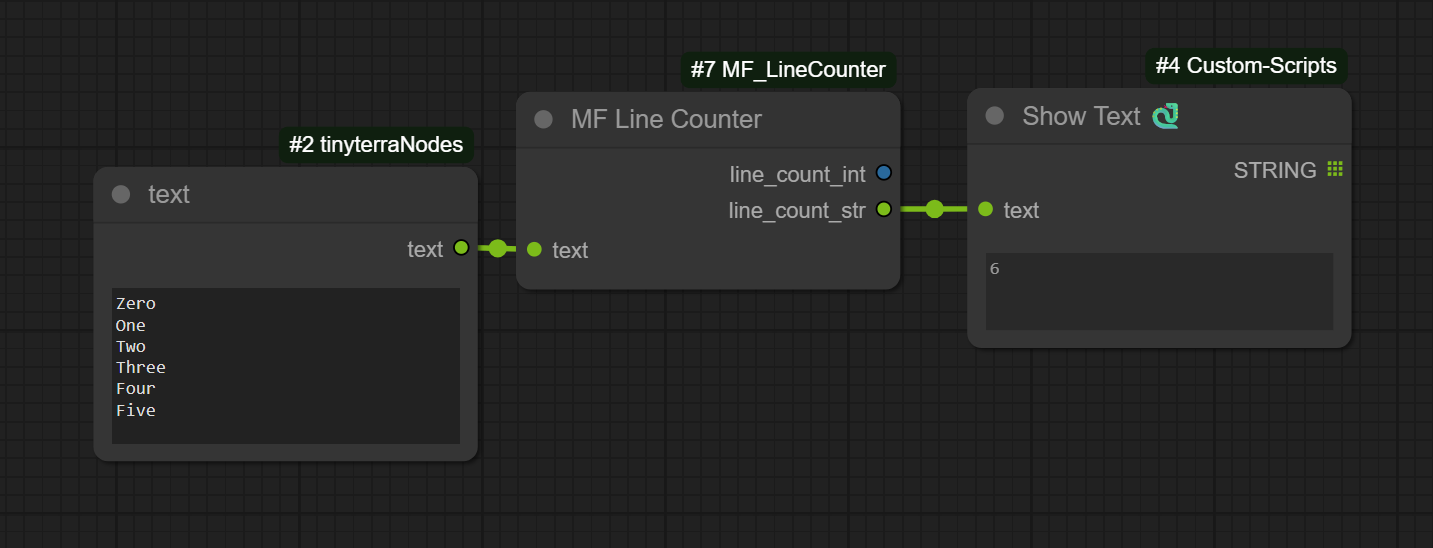 #2 tinyterraNodes
text
text
Zero
One
Two
Three
Four
Five
#7 MF_LineCounter
MF Line Counter
line_count_int
line_count_str
text
#4 Custom-Scripts
Show Text
STRING
text
6